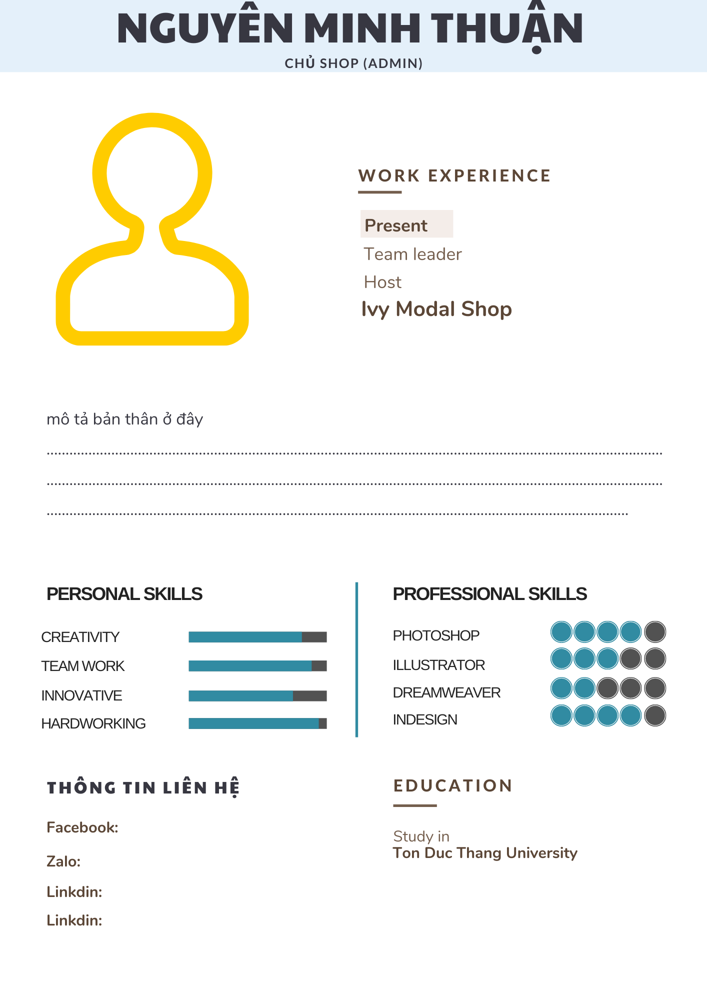 NGUYÊN MINH THUẬN
CHỦ SHOP (ADMIN)
WORK EXPERIENCE
Present
Team leader
Host
Ivy Modal Shop
mô tả bản thân ở đây
PERSONAL SKILLS
CREATIVITY
TEAM WORK
INNOVATIVE
HARDWORKING
PROFESSIONAL SKILLS
PHOTOSHOP
ILLUSTRATOR
DREAMWEAVER
INDESIGN
THÔNG TIN LIÊN HỆ
Facebook:
Zalo:
Linkdin:
Linkdin:
EDUCATION
Study in
Ton Duc Thang University